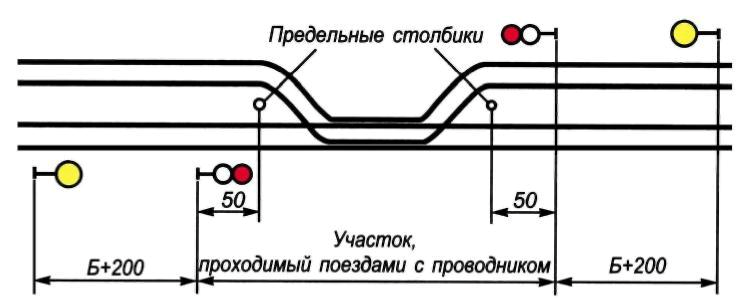 Предельные столбики
50
50
Участок,
проходимый поездами с проводником
Б+200
Б+200